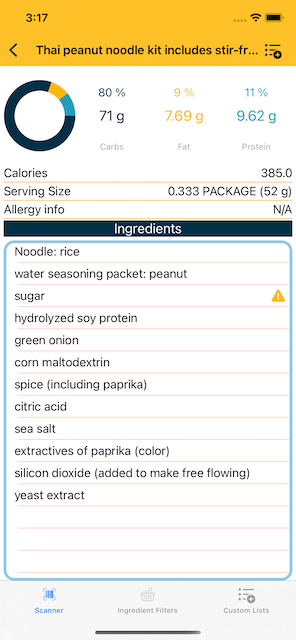 3:17
Thai peanut noodle kit includes stir-fr...
80 % 9 % 11 %
71 g 7.69 g 9.62 g
Carbs Fat Protein
Calories 385.0
Serving Size 0.333 PACKAGE (52 g)
Allergy info N/A
Ingredients
Noodle: rice
water seasoning packet: peanut
sugar
hydrolyzed soy protein
green onion
corn maltodextrin
spice (including paprika)
citric acid
sea salt
extractives of paprika (color)
silicon dioxide (added to make free flowing)
yeast extract
Scanner Ingredient Filters Custom Lists